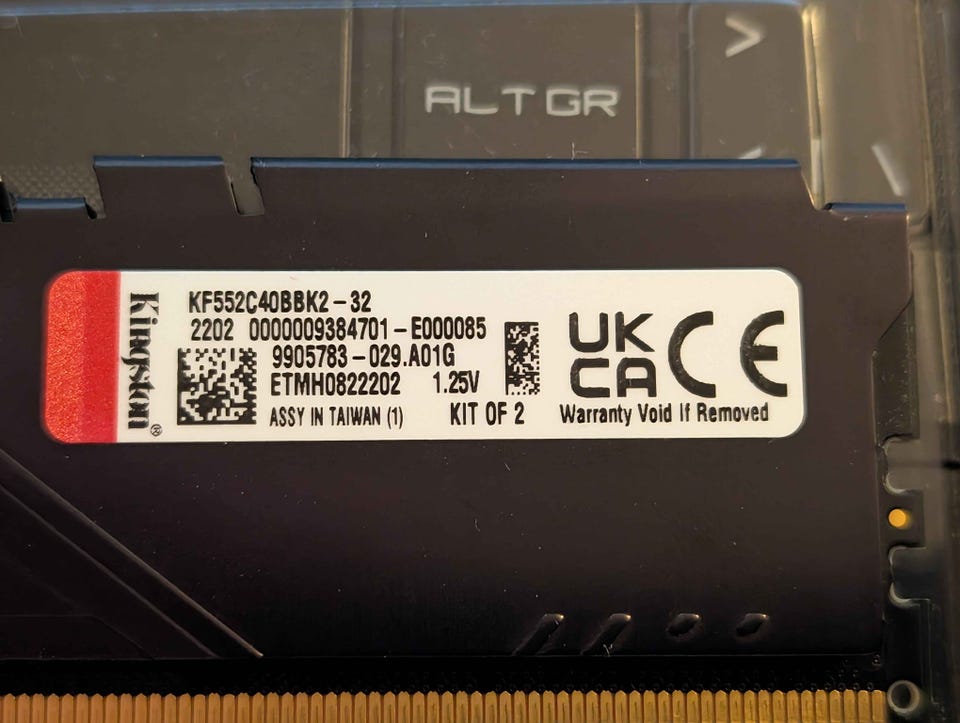 ALT GR
>
Kingston®
KF552C40BBK2-32
2202 0000009384701-E000085
9905783-029.A01G
ETMH0822202 1.25V
ASSY IN TAIWAN (1) KIT OF 2
UK
CA CE
Warranty Void If Removed